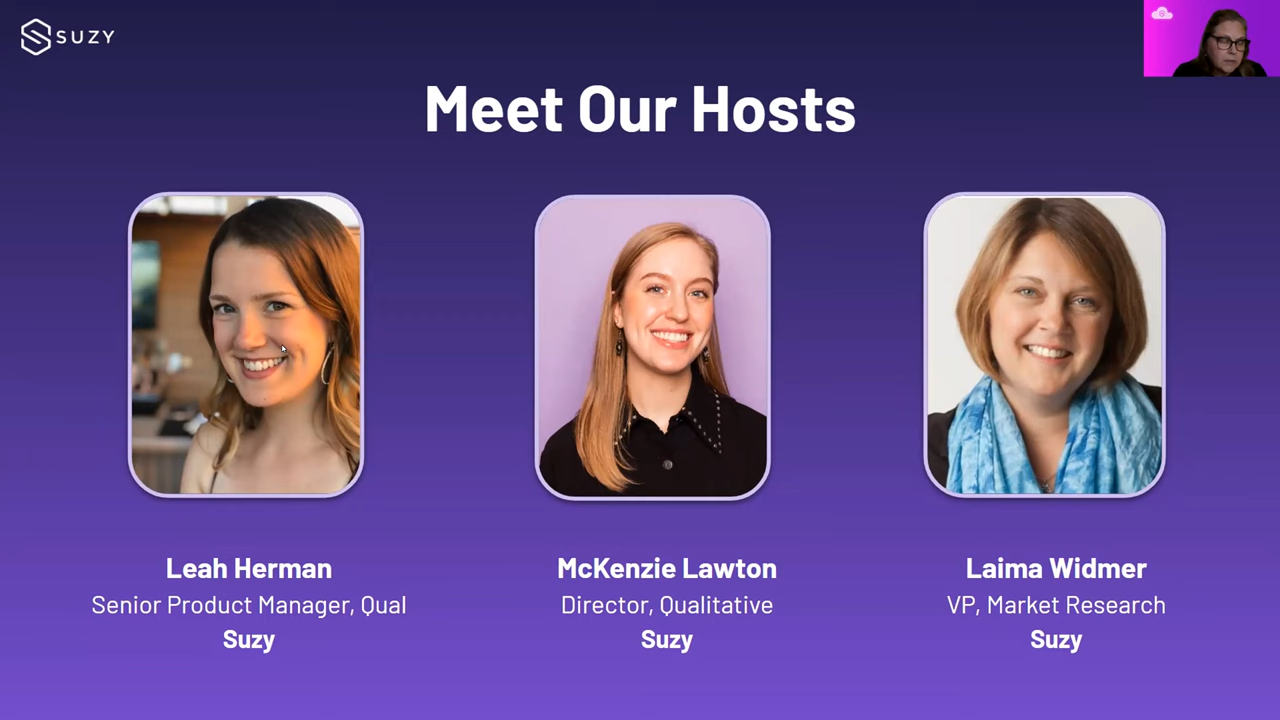 SUZY
Meet Our Hosts
Leah Herman
Senior Product Manager, Qual
Suzy
McKenzie Lawton
Director, Qualitative
Suzy
Laima Widmer
VP, Market Research
Suzy